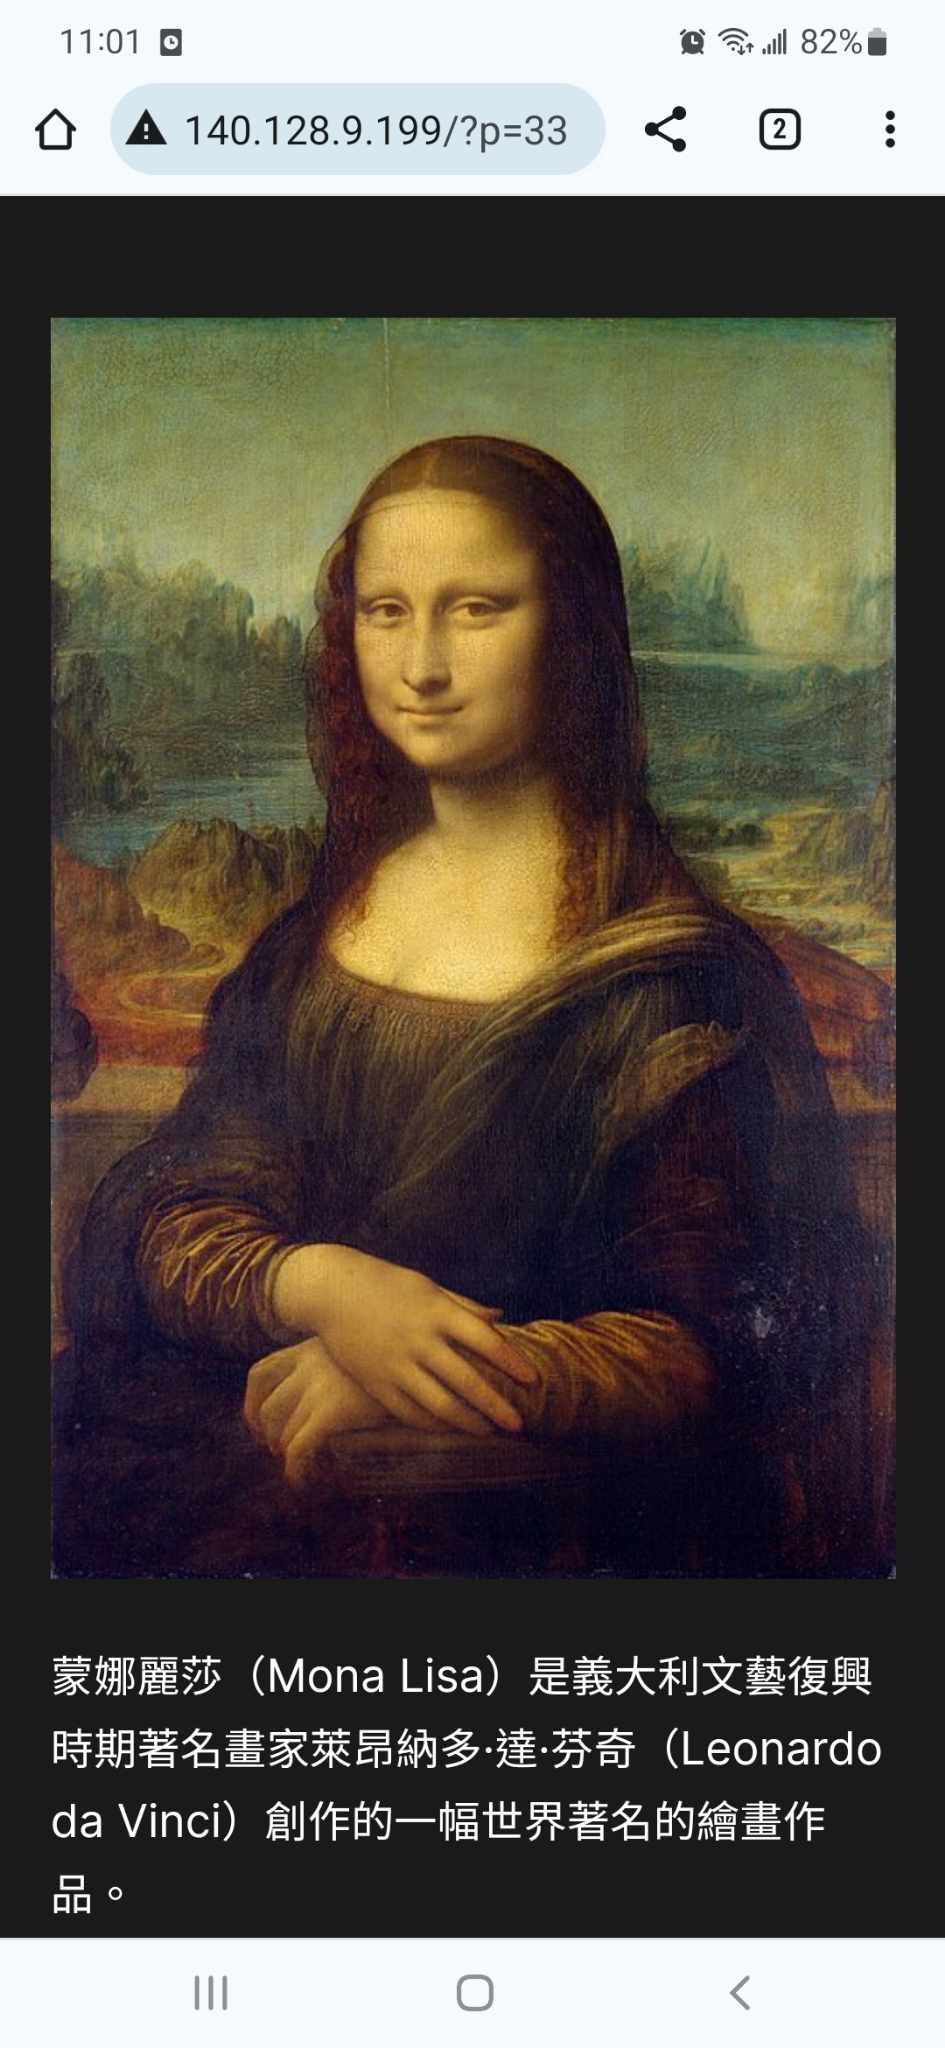 11:01
82%
140.128.9.199/?p=33
2
蒙娜麗莎（Mona Lisa）是義大利文藝復興
時期著名畫家萊昂納多·達·芬奇（Leonardo
da Vinci）創作的一幅世界著名的繪畫作
品。